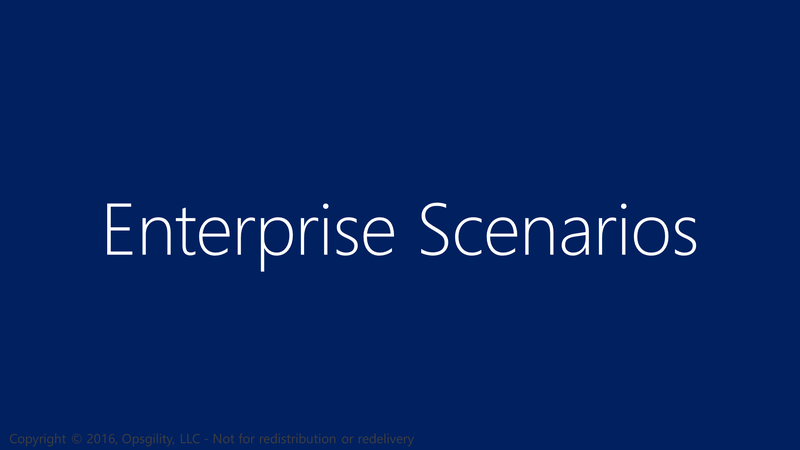 Enterprise Scenarios
Copyright © 2016, Opsgility, LLC - Not for redistribution or redelivery